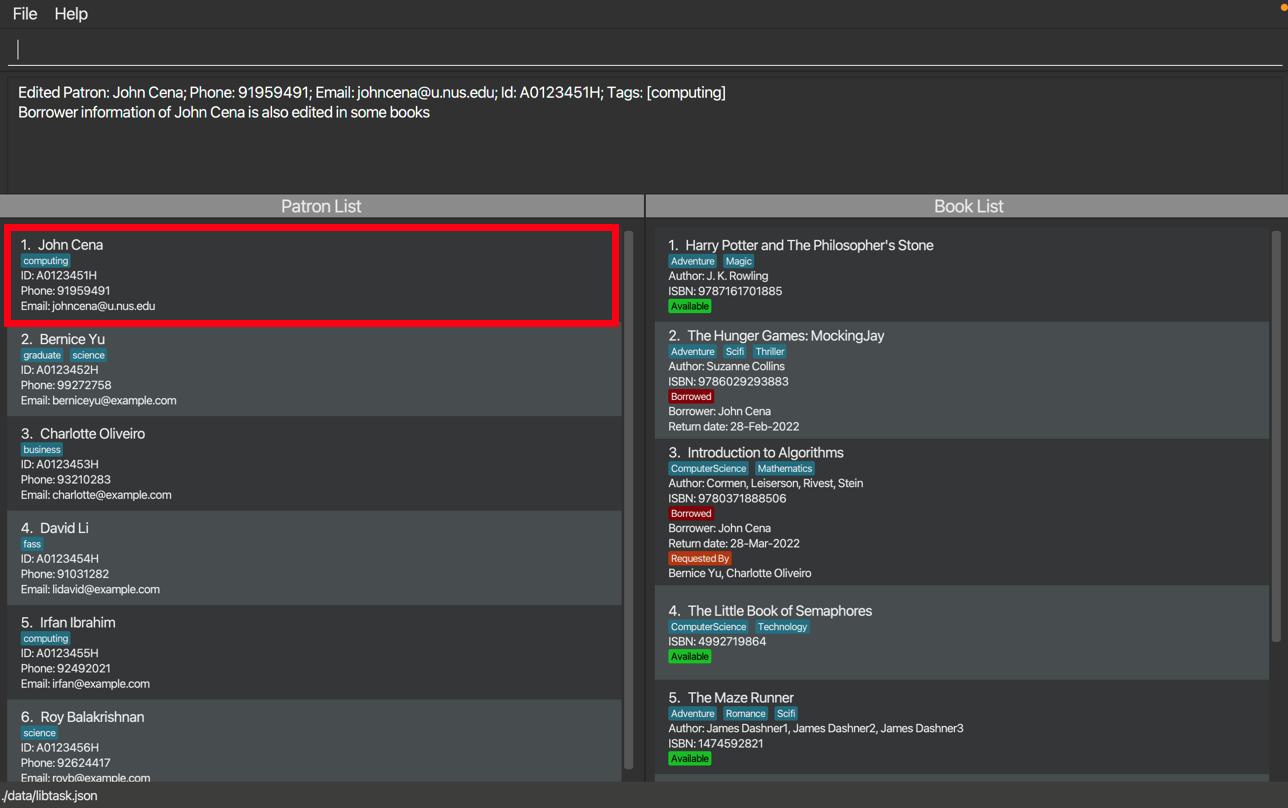 File Help
Edited Patron: John Cena; Phone: 91959491; Email: johncena@u.nus.edu; Id: A0123451H; Tags: [computing]
Borrower information of John Cena is also edited in some books
Patron List
1. John Cena
computing
ID: A0123451H
Phone: 91959491
Email: johncena@u.nus.edu
2. Bernice Yu
graduate science
ID: A0123452H
Phone: 99272758
Email: berniceyu@example.com
3. Charlotte Oliveiro
business
ID: A0123453H
Phone: 93210283
Email: charlotte@example.com
4. David Li
fass
ID: A0123454H
Phone: 91031282
Email: lidavid@example.com
5. Irfan Ibrahim
computing
ID: A0123455H
Phone: 92492021
Email: irfan@example.com
6. Roy Balakrishnan
science
ID: A0123456H
Phone: 92624417
Email: royb@example.com
Book List
1. Harry Potter and The Philosopher's Stone
Adventure Magic
Author: J. K. Rowling
ISBN: 9787161701885
Available
2. The Hunger Games: MockingJay
Adventure Scifi Thriller
Author: Suzanne Collins
ISBN: 9786029293883
Borrowed
Borrower: John Cena
Return date: 28-Feb-2022
3. Introduction to Algorithms
ComputerScience Mathematics
Author: Cormen, Leiserson, Rivest, Stein
ISBN: 9780371888506
Borrowed
Borrower: John Cena
Return date: 28-Mar-2022
Requested By
Bernice Yu, Charlotte Oliveiro
4. The Little Book of Semaphores
ComputerScience Technology
ISBN: 4992719864
Available
5. The Maze Runner
Adventure Romance Scifi
Author: James Dashner1, James Dashner2, James Dashner3
ISBN: 1474592821
Available
./data/libtask.json